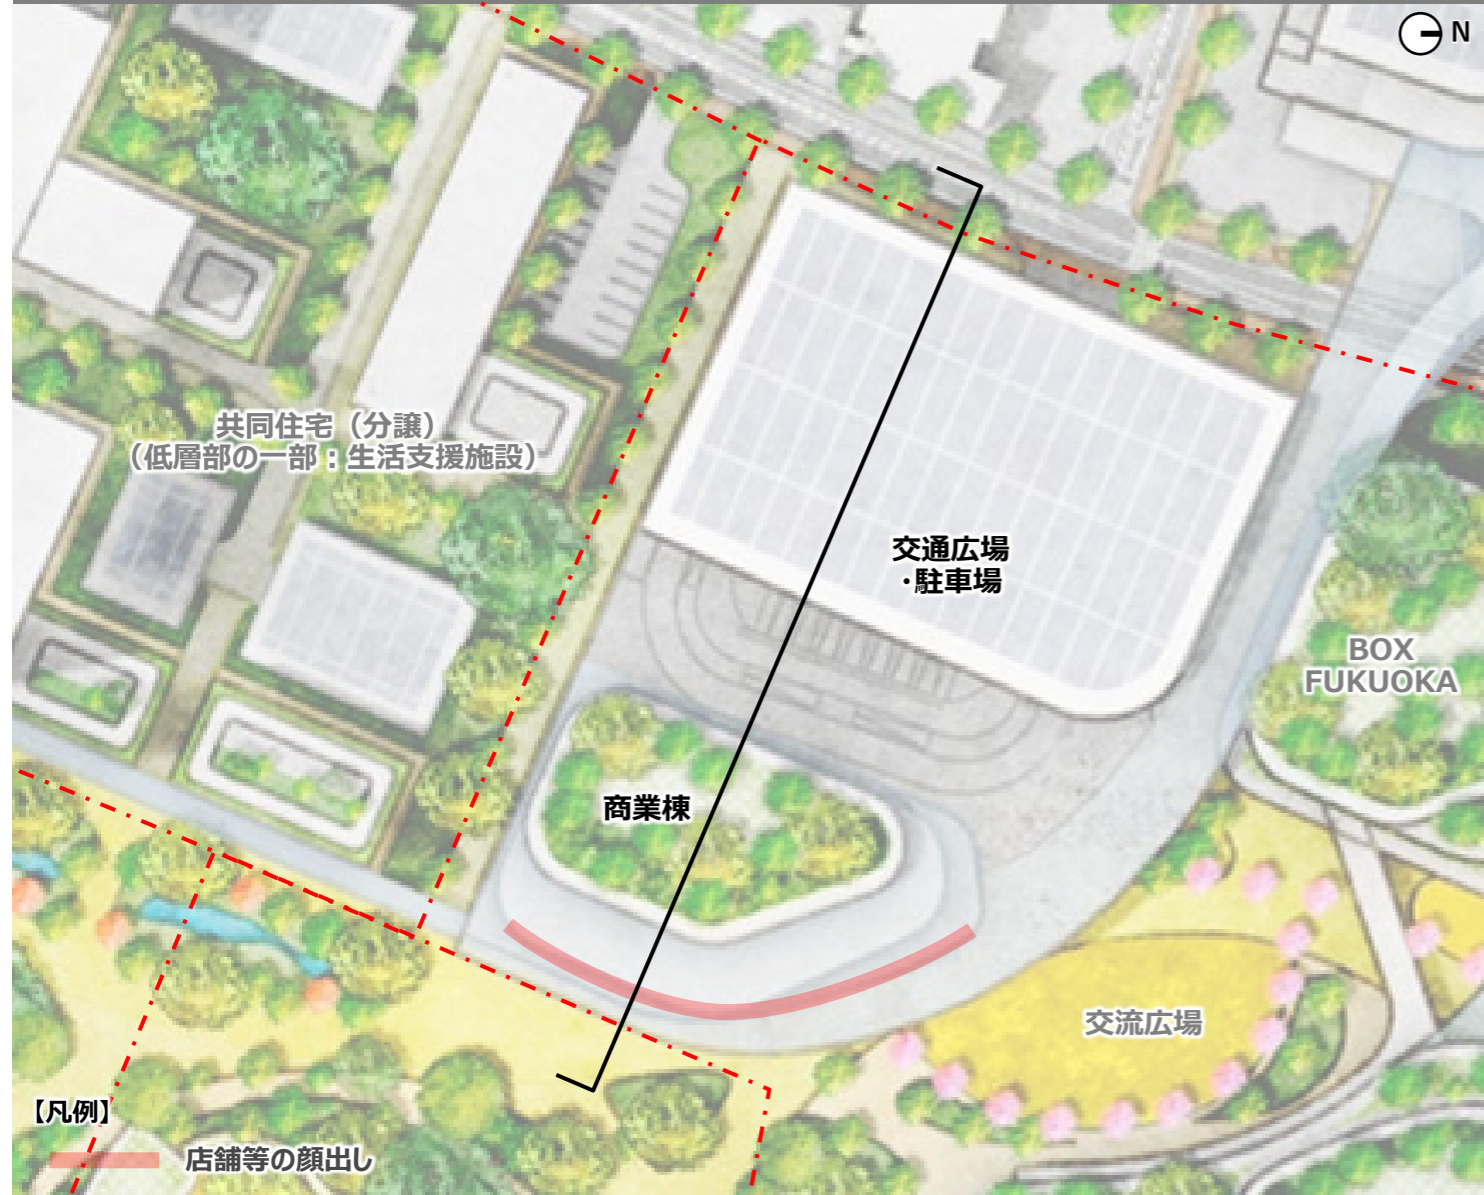 N
共同住宅（分譲）
（低層部の一部：生活支援施設）
交通広場
・駐車場
BOX
FUKUOKA
商業棟
交流広場
【凡例】
店舗等の顔出し